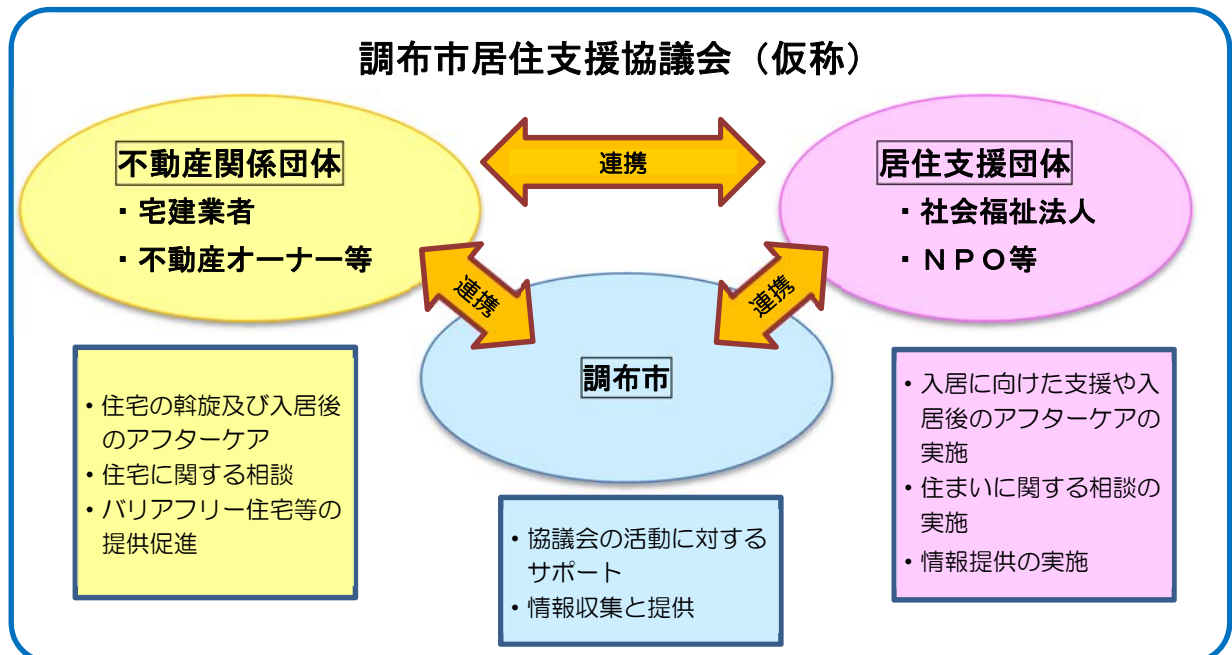 調布市居住支援協議会（仮称）
不動産関係団体
・宅建業者
・不動産オーナー等
連携
居住支援団体
・社会福祉法人
・ＮＰＯ等
連携
連携
調布市
・住宅の斡旋及び入居後
のアフターケア
・住宅に関する相談
・バリアフリー住宅等の
提供促進
・協議会の活動に対する
サポート
・情報収集と提供
・入居に向けた支援や入
居後のアフターケアの
実施
・住まいに関する相談の
実施
・情報提供の実施